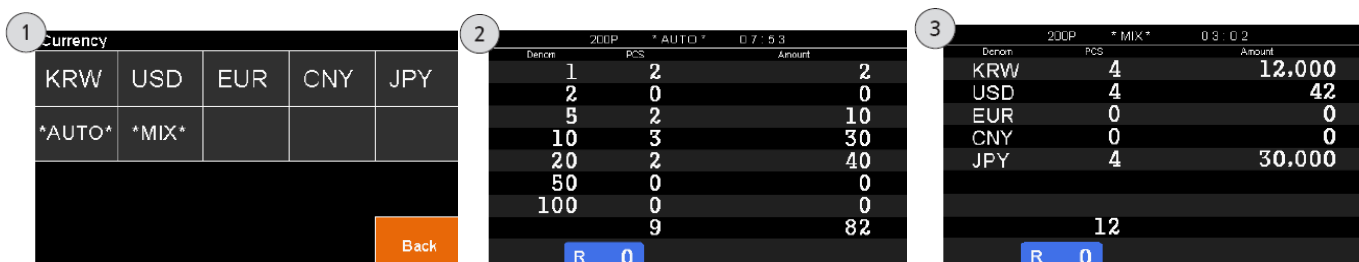 1
Currency
KRW USD EUR CNY JPY
*AUTO* *MIX*
Back
2
200P *AUTO* 07:53
Denom PCS Amount
1 2 2
2 0 0
5 2 10
10 3 30
20 2 40
50 0 0
100 0 0
9 82
R 0
3
200P *MIX* 03:02
Denom PCS Amount
KRW 4 12,000
USD 4 42
EUR 0 0
CNY 0 0
JPY 4 30,000
12
R 0